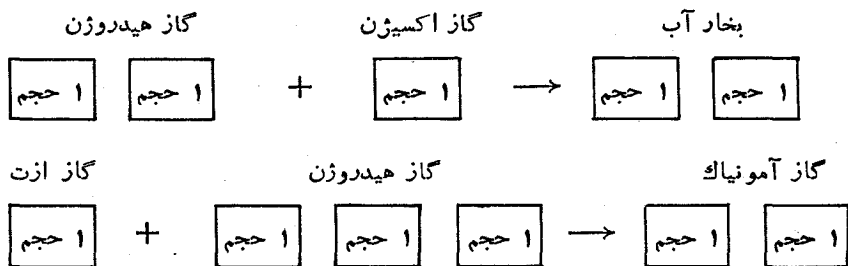 گاز هیدروژن گاز اکسیژن بخار آب
۱ حجم ۱ حجم + ۱ حجم → ۱ حجم ۱ حجم
گاز ازت گاز هیدروژن گاز آمونیاك
۱ حجم + ۱ حجم ۱ حجم ۱ حجم → ۱ حجم ۱ حجم